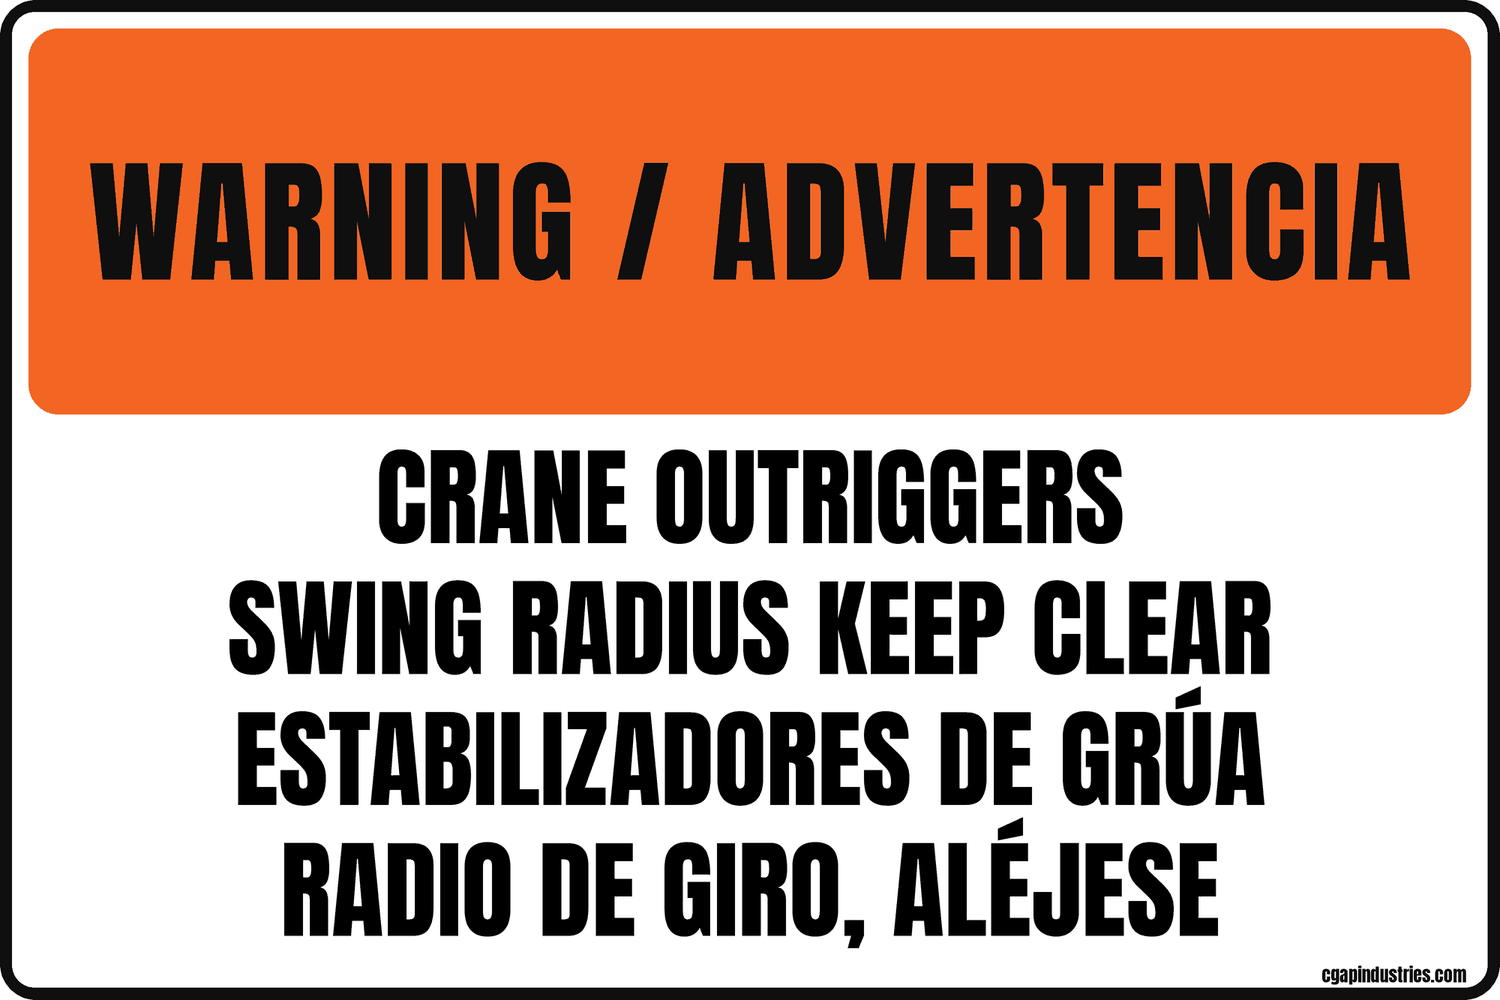 WARNING / ADVERTENCIA
CRANE OUTRIGGERS
SWING RADIUS KEEP CLEAR
ESTABILIZADORES DE GRÚA
RADIO DE GIRO, ALÉJESE
cgapindustries.com